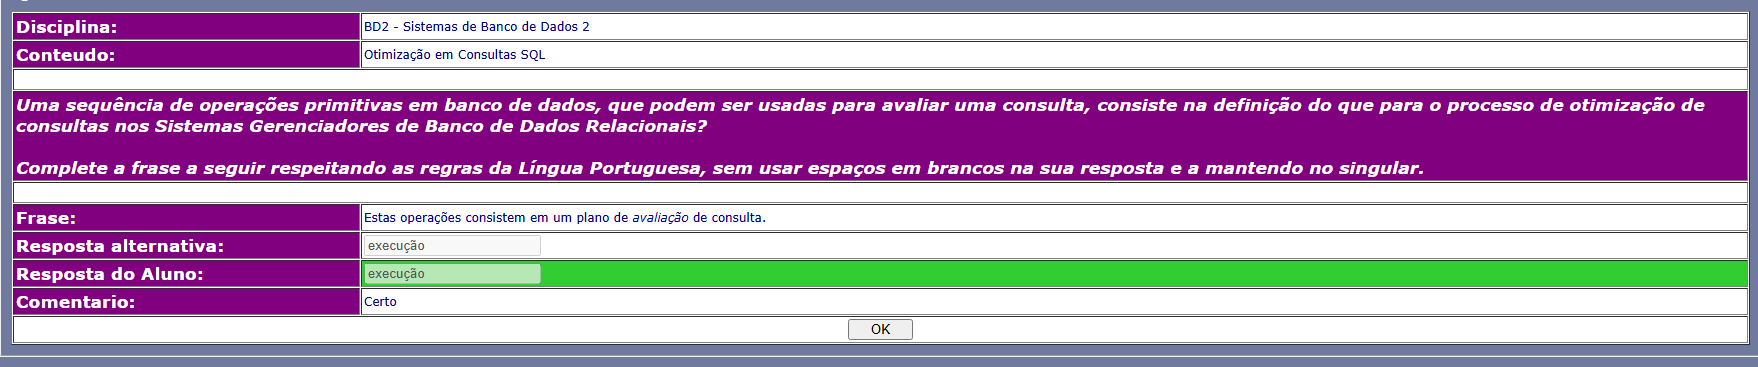 Disciplina: BD2 - Sistemas de Banco de Dados 2
Conteudo: Otimização em Consultas SQL
Uma sequência de operações primitivas em banco de dados, que podem ser usadas para avaliar uma consulta, consiste na definição do que para o processo de otimização de
consultas nos Sistemas Gerenciadores de Banco de Dados Relacionais?
Complete a frase a seguir respeitando as regras da Língua Portuguesa, sem usar espaços em brancos na sua resposta e a mantendo no singular.
Frase: Estas operações consistem em um plano de avaliação de consulta.
Resposta alternativa: execução
Resposta do Aluno: execução
Comentario: Certo
OK